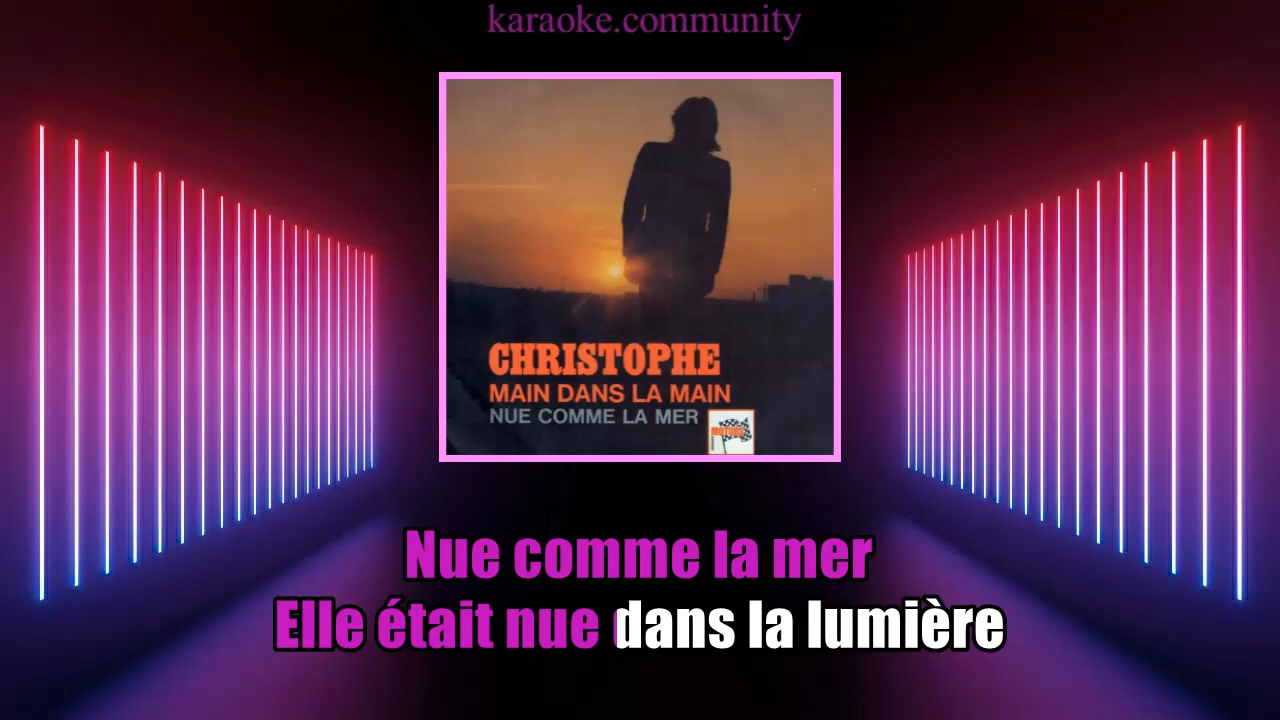 karaoke.community
CHRISTOPHE
MAIN DANS LA MAIN
NUE COMME LA MER
MOTORS
Nue comme la mer
Elle était nue dans la lumière